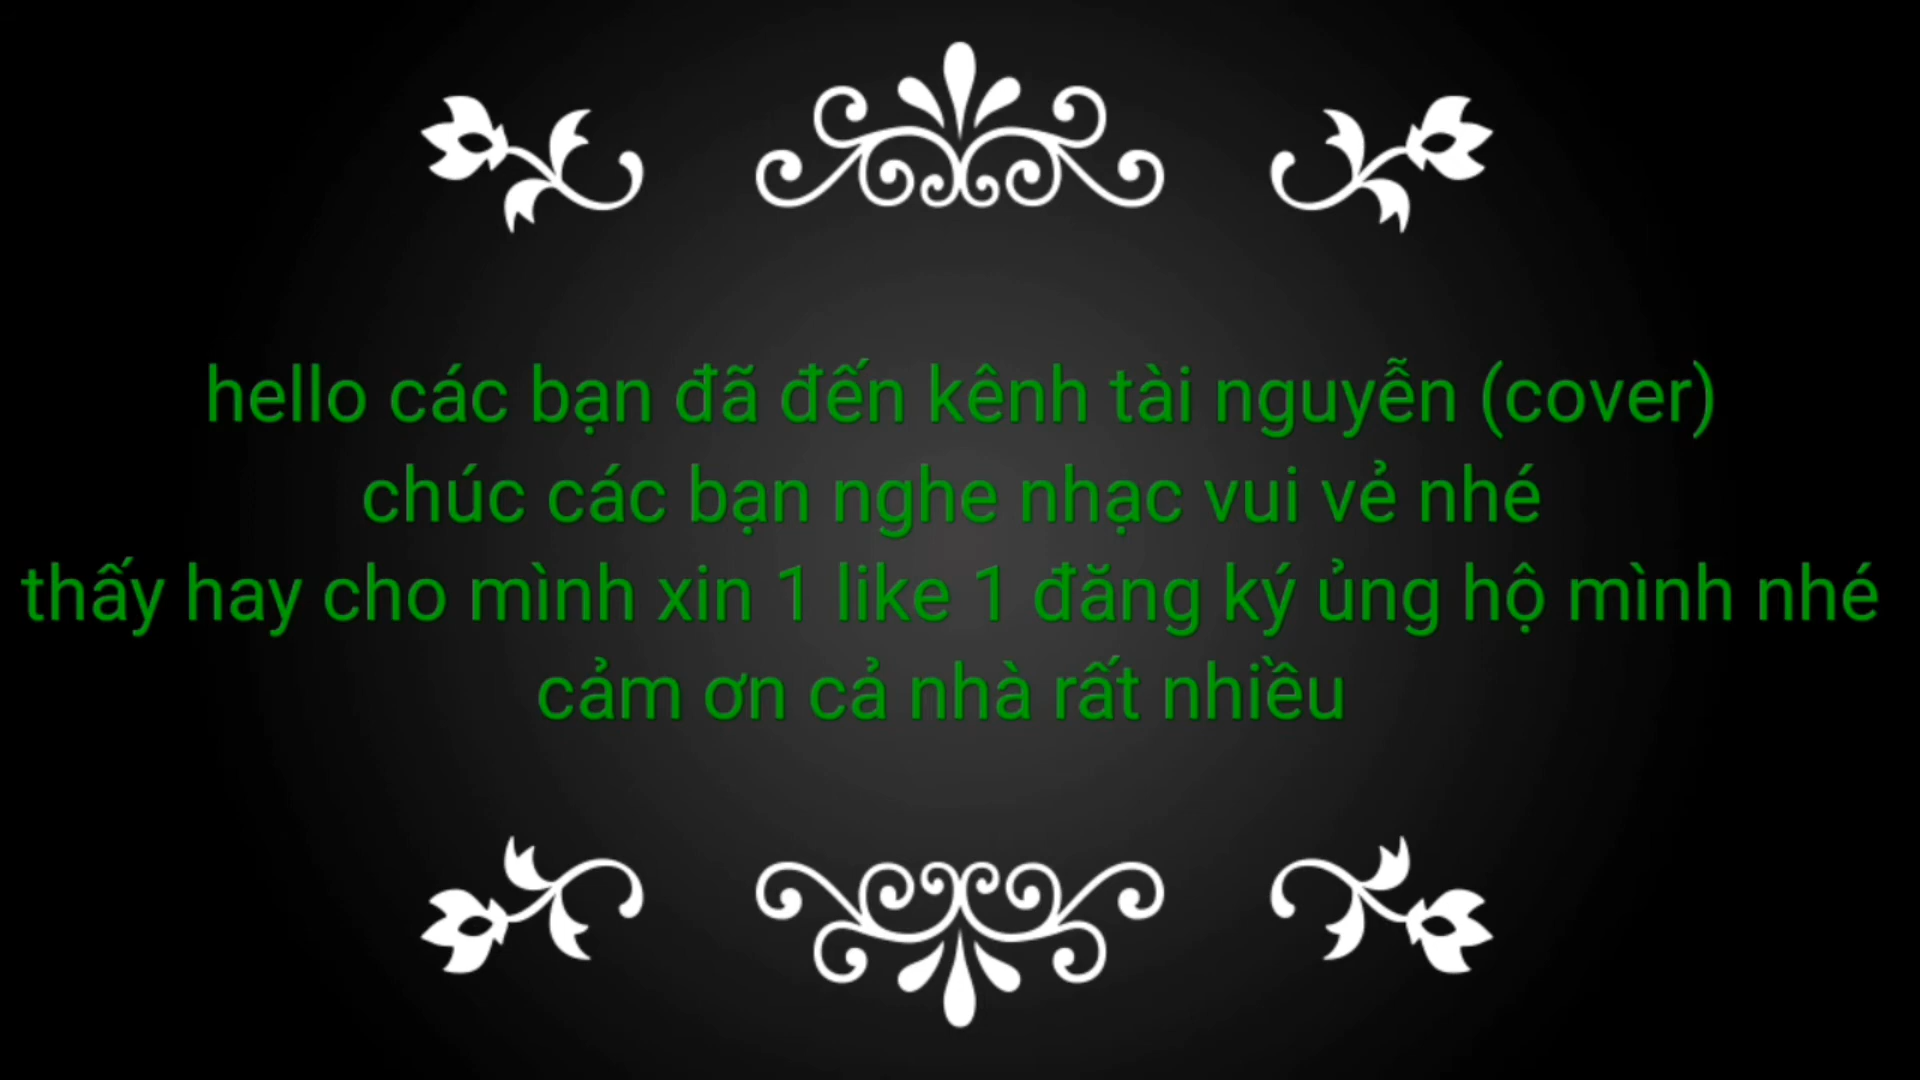 hello các bạn đã đến kênh tài nguyễn (cover)
chúc các bạn nghe nhạc vui vẻ nhé
thấy hay cho mình xin 1 like 1 đăng ký ủng hộ mình nhé
cảm ơn cả nhà rất nhiều